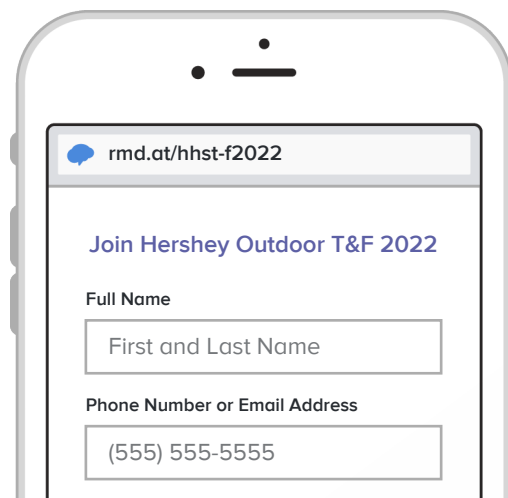 rmd.at/hhst-f2022
Join Hershey Outdoor T&F 2022
Full Name
First and Last Name
Phone Number or Email Address
(555) 555-5555